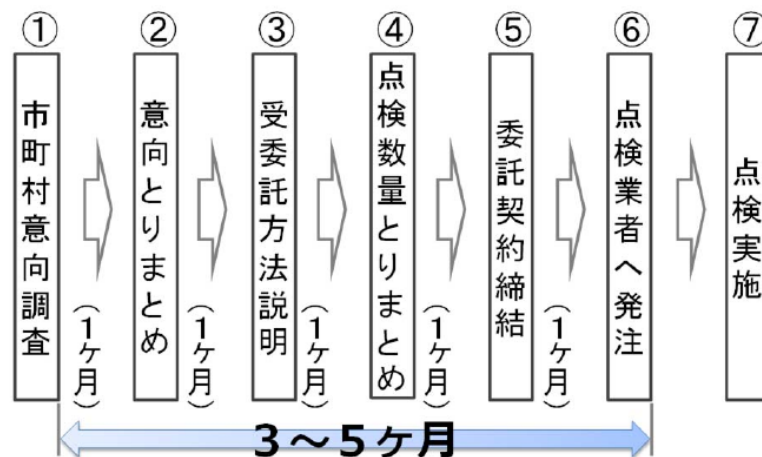 ①
市町村意向調査
(1ヶ月)
②
意向とりまとめ
(1ヶ月)
③
受委託方法説明
(1ヶ月)
④
点検数量とりまとめ
(1ヶ月)
⑤
委託契約締結
(1ヶ月)
⑥
点検業者へ発注
⑦
点検実施
3～5ヶ月